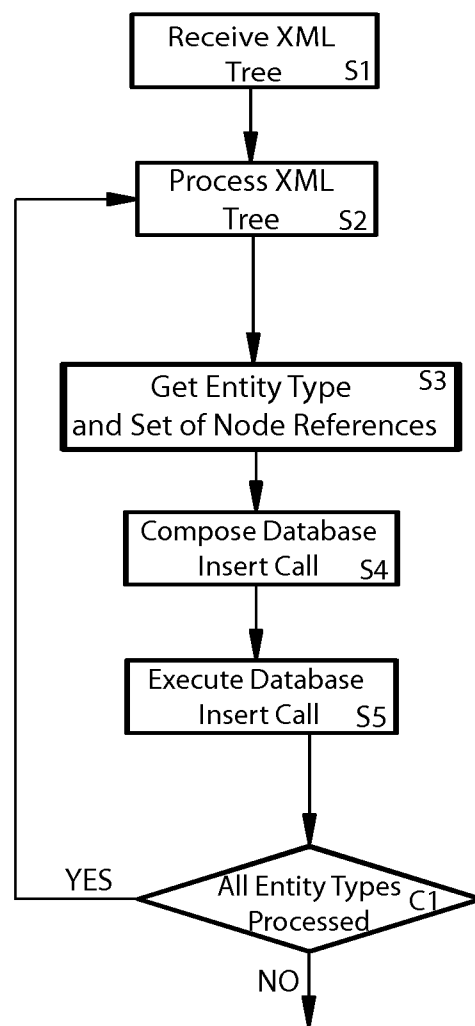 Receive XML
Tree S1
Process XML
Tree S2
S3
Get Entity Type
and Set of Node References
Compose Database
Insert Call S4
Execute Database
Insert Call S5
All Entity Types C1
Processed
YES
NO